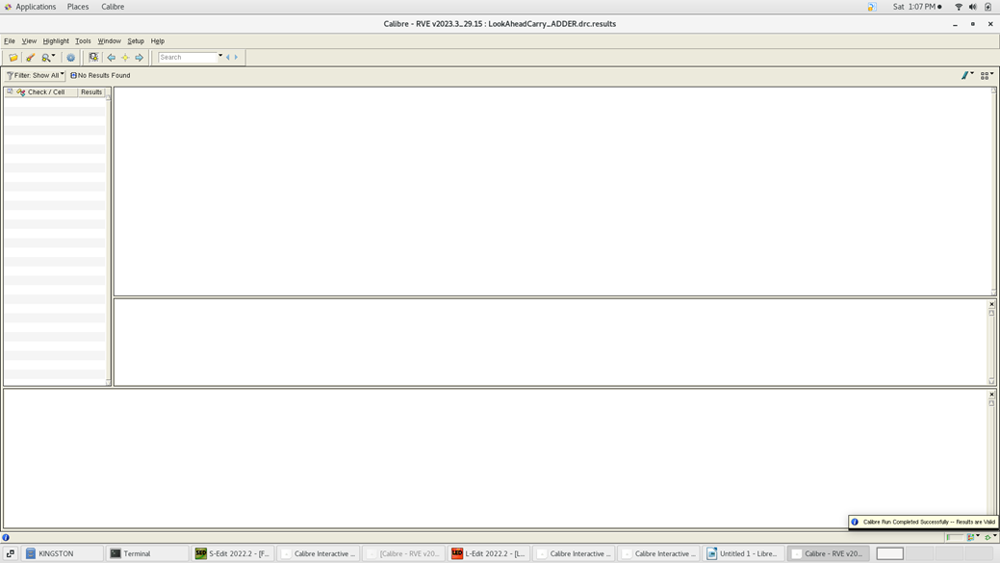 Applications Places Calibre Sat 1:07 PM
Calibre - RVE v2023.3_29.15 : LookAheadCarry_ADDER.drc.results
File View Highlight Tools Window Setup Help
Search
Filter: Show All No Results Found
Check / Cell Results
Calibre Run Completed Successfully -- Results are Valid
KINGSTON Terminal S-Edit 2022.2 - [F... Calibre Interactive ... [Calibre - RVE v20... L-Edit 2022.2 - [L... Calibre Interactive ... Calibre Interactive ... Untitled 1 - Libre... Calibre - RVE v20...